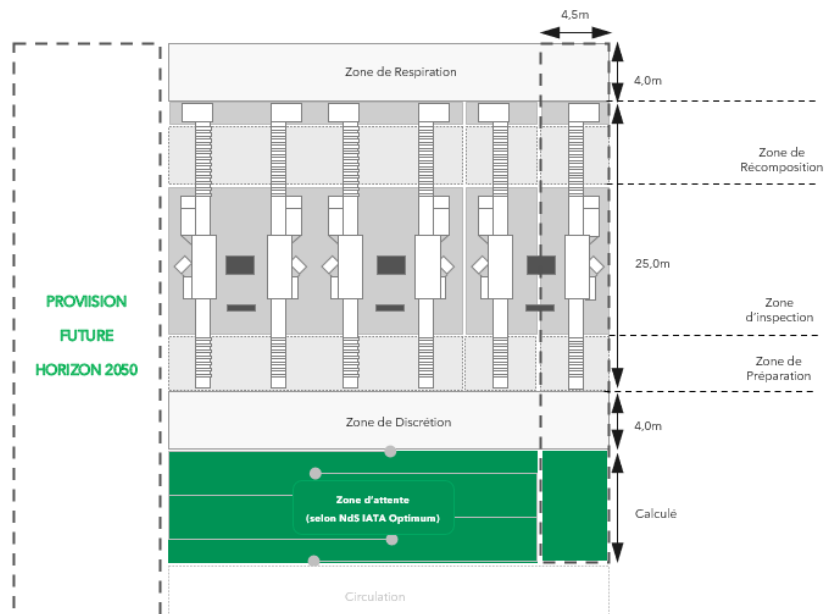 4,5m
Zone de Respiration
4,0m
Zone de
Récomposition
25,0m
PROVIISION
FUTURE
HORIZON 2050
Zone
d'inspection
Zone de
Préparation
Zone de Discrétion
4,0m
Zone d'attente
(selon NdS IATA Optimum)
Calculé
Circulation